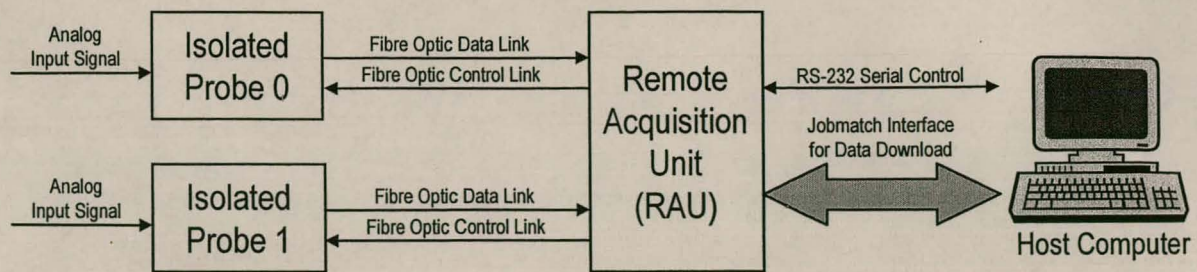 Analog
Input Signal
Isolated
Probe 0
Fibre Optic Data Link
Fibre Optic Control Link
Analog
Input Signal
Isolated
Probe 1
Fibre Optic Data Link
Fibre Optic Control Link
Remote
Acquisition
Unit
(RAU)
RS-232 Serial Control
Jobmatch Interface
for Data Download
Host Computer